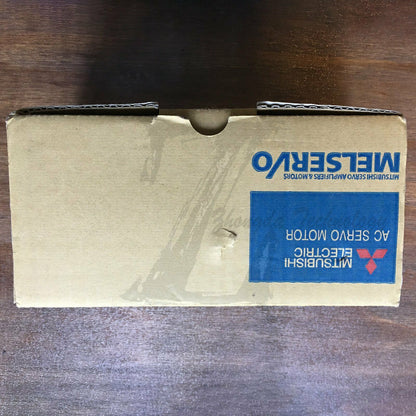 MITSUBISHI
ELECTRIC
AC SERVO MOTOR
MELSERVO
MITSUBISHI SERVO AMPLIFIERS & MOTORS